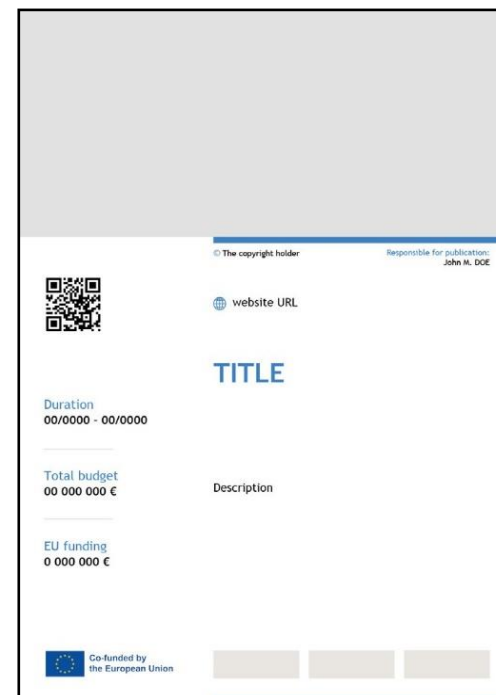 © The copyright holder
Responsible for publication:
John M. DOE
website URL
TITLE
Duration
00/0000 - 00/0000
Total budget
00 000 000 €
Description
EU funding
0 000 000 €
Co-funded by
the European Union